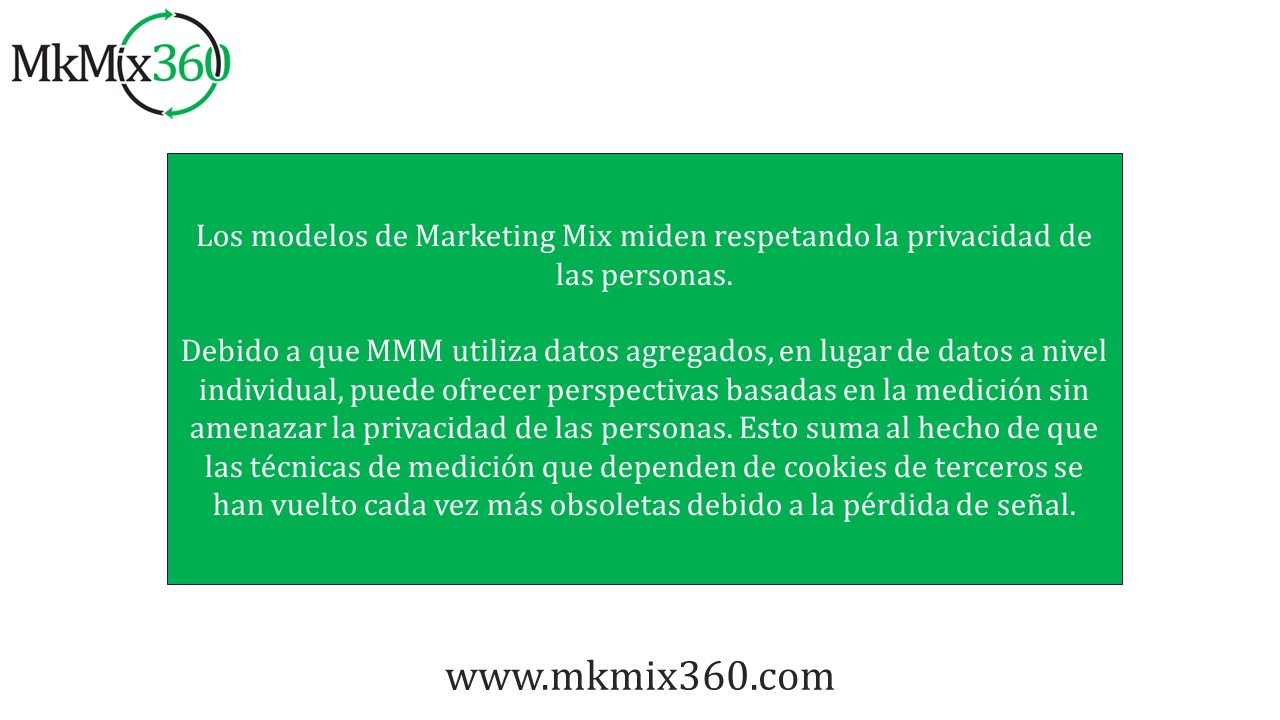 MkMix360
Los modelos de Marketing Mix miden respetando la privacidad de
las personas.
Debido a que MMM utiliza datos agregados, en lugar de datos a nivel
individual, puede ofrecer perspectivas basadas en la medición sin
amenazar la privacidad de las personas. Esto suma al hecho de que
las técnicas de medición que dependen de cookies de terceros se
han vuelto cada vez más obsoletas debido a la pérdida de señal.
www.mkmix360.com